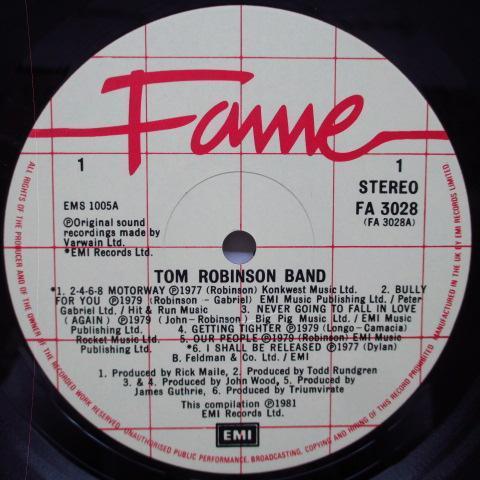 Fame
1
1
EMS 1005A
STEREO
FA 3028
(FA 3028A)
ⓅOriginal sound
recordings made by
Varwain Ltd.
*EMI Records Ltd.
TOM ROBINSON BAND
*1. 2-4-6-8 MOTORWAY Ⓟ1977 (Robinson) Konkwest Music Ltd. 2. BULLY
FOR YOU Ⓟ1979 (Robinson - Gabriel) EMI Music Publishing Ltd. / Peter
Gabriel Ltd. / Hit & Run Music 3. NEVER GOING TO FALL IN LOVE
(AGAIN) Ⓟ1979 (John-Robinson) Big Pig Music Ltd. / EMI Music
Publishing Ltd. 4. GETTING TIGHTER Ⓟ1979 (Longo-Camacia)
Rocket Music Ltd. 5. OUR PEOPLE Ⓟ1979 (Robinson) EMI Music
Publishing Ltd. *6. I SHALL BE RELEASED Ⓟ1977 (Dylan)
B. Feldman & Co. Ltd. / EMI
1. Produced by Rick Maile, 2. Produced by Todd Rundgren
3. & 4. Produced by John Wood, 5. Produced by
James Guthrie, 6. Produced by Triumvirate
This compilation Ⓟ1981
EMI Records Ltd.
EMI
ALL RIGHTS OF THE PRODUCER AND OF THE OWNER OF THE RECORDED WORK RESERVED. UNAUTHORISED PUBLIC PERFORMANCE, BROADCASTING, COPYING AND HIRING OF THIS RECORD PROHIBITED. MANUFACTURED IN THE UK BY EMI RECORDS LIMITED.